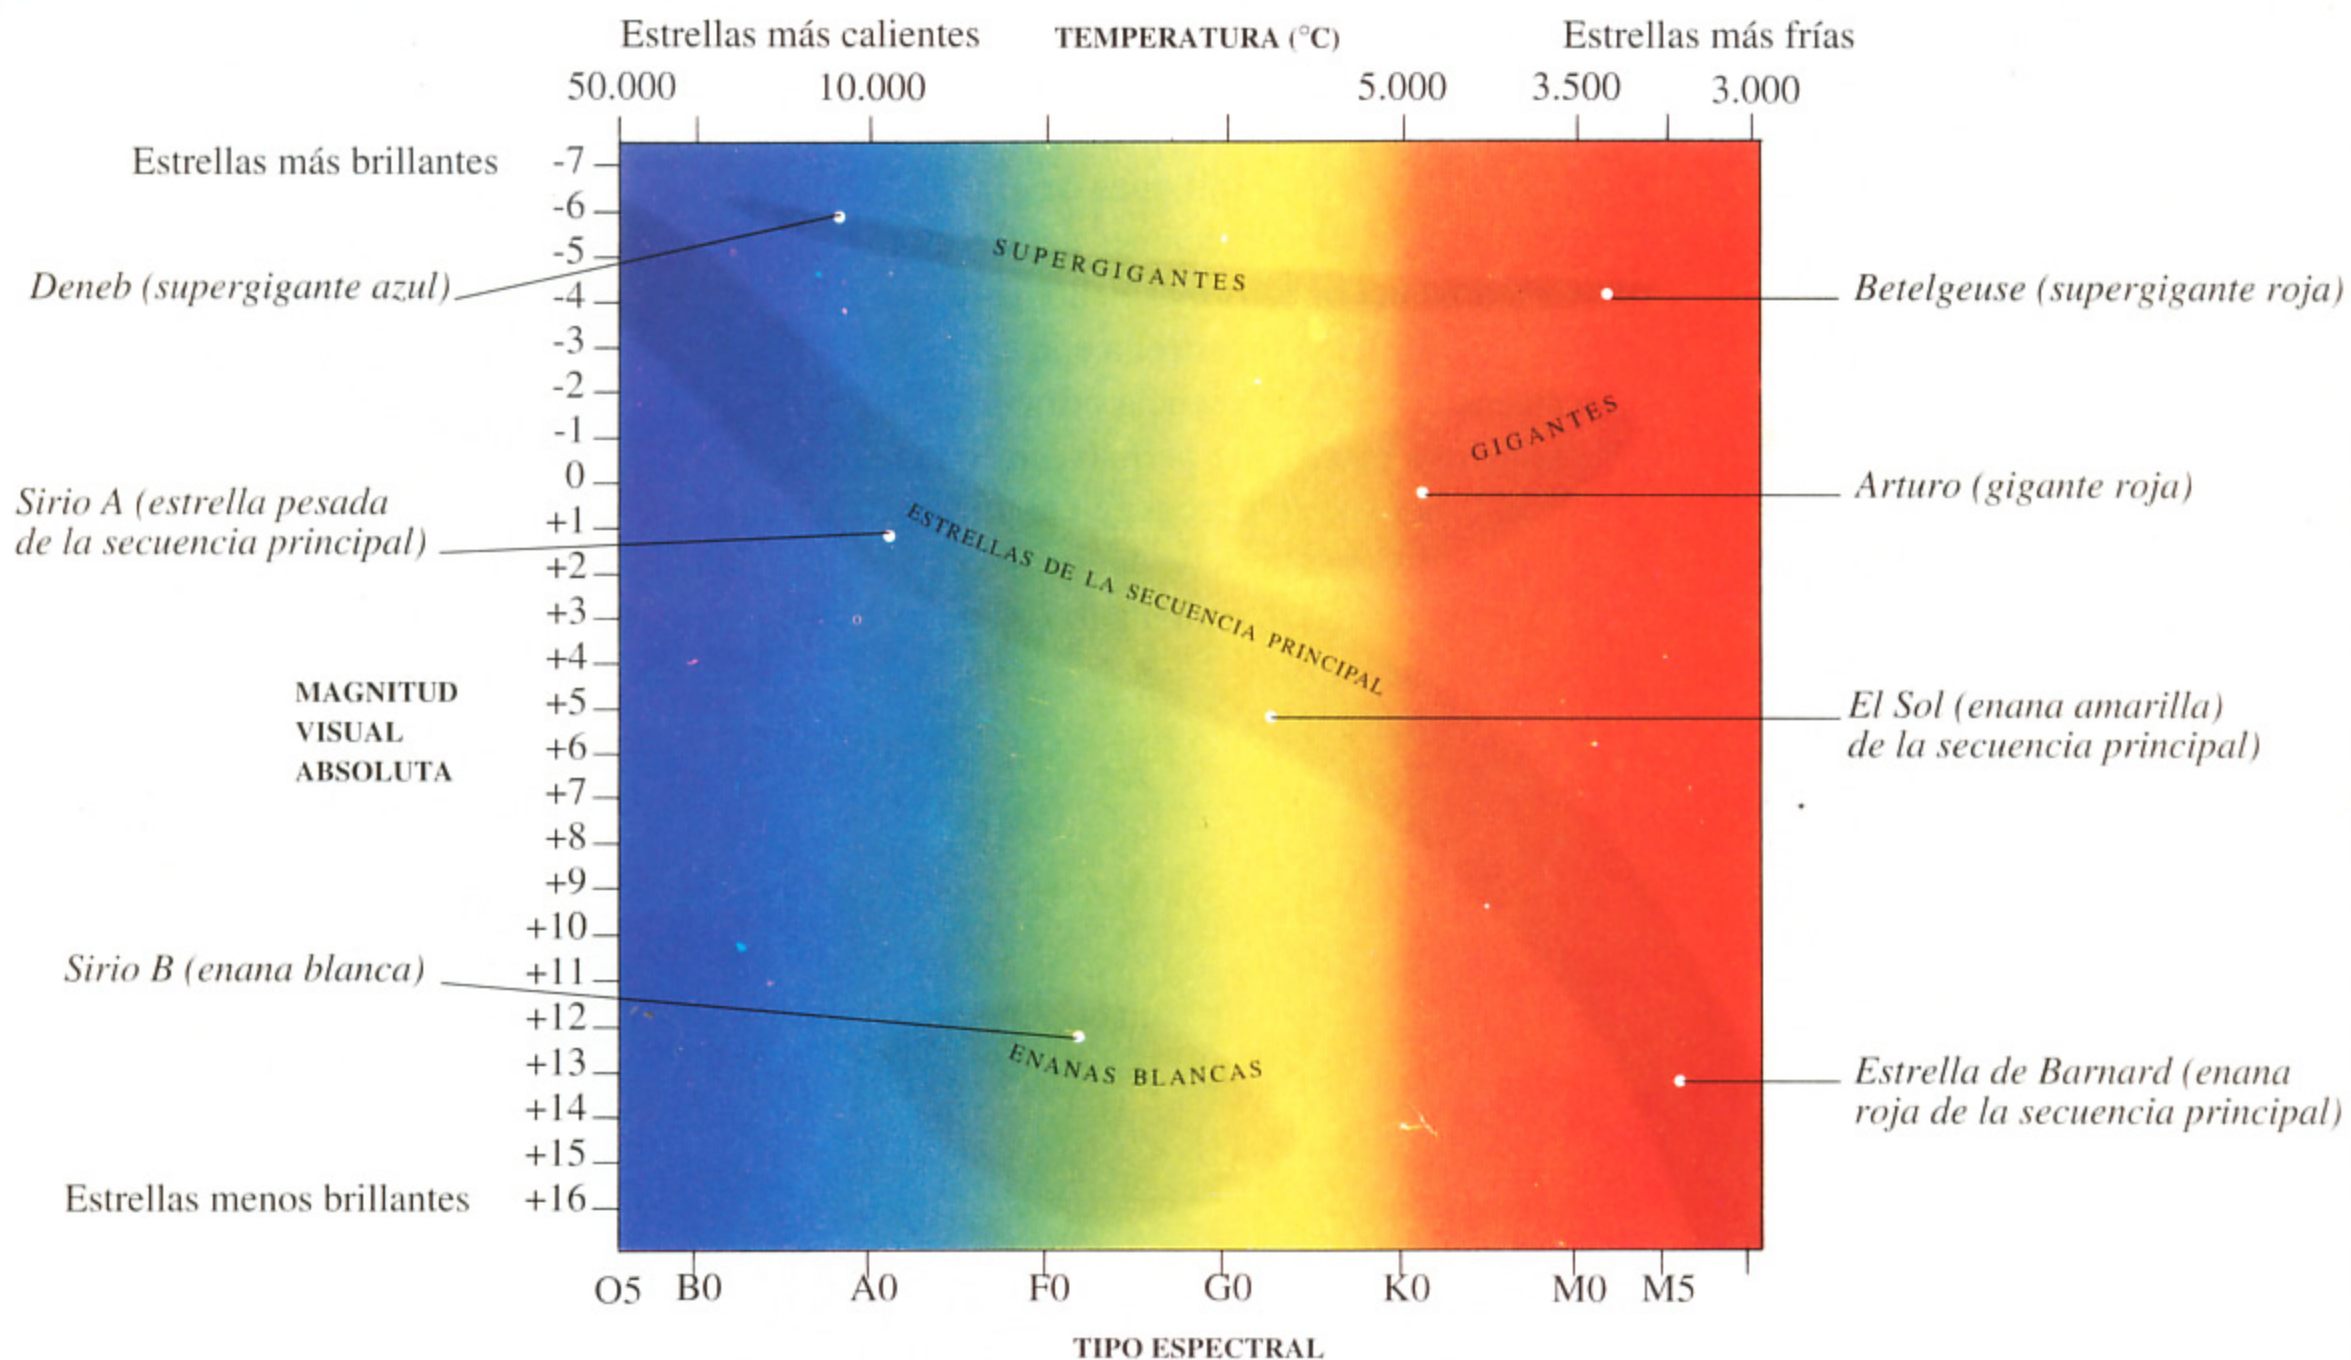 Estrellas más calientes TEMPERATURA (°C) Estrellas más frías
50.000 10.000 5.000 3.500 3.000
Estrellas más brillantes
-7
-6
-5
-4
-3
-2
-1
0
+1
+2
+3
+4
+5
+6
+7
+8
+9
+10
+11
+12
+13
+14
+15
+16
Estrellas menos brillantes
MAGNITUD
VISUAL
ABSOLUTA
Deneb (supergigante azul)
Sirio A (estrella pesada
de la secuencia principal)
Sirio B (enana blanca)
SUPERGIGANTES
GIGANTES
ESTRELLAS DE LA SECUENCIA PRINCIPAL
ENANAS BLANCAS
Betelgeuse (supergigante roja)
Arturo (gigante roja)
El Sol (enana amarilla)
de la secuencia principal)
Estrella de Barnard (enana
roja de la secuencia principal)
O5 B0 A0 F0 G0 K0 M0 M5
TIPO ESPECTRAL